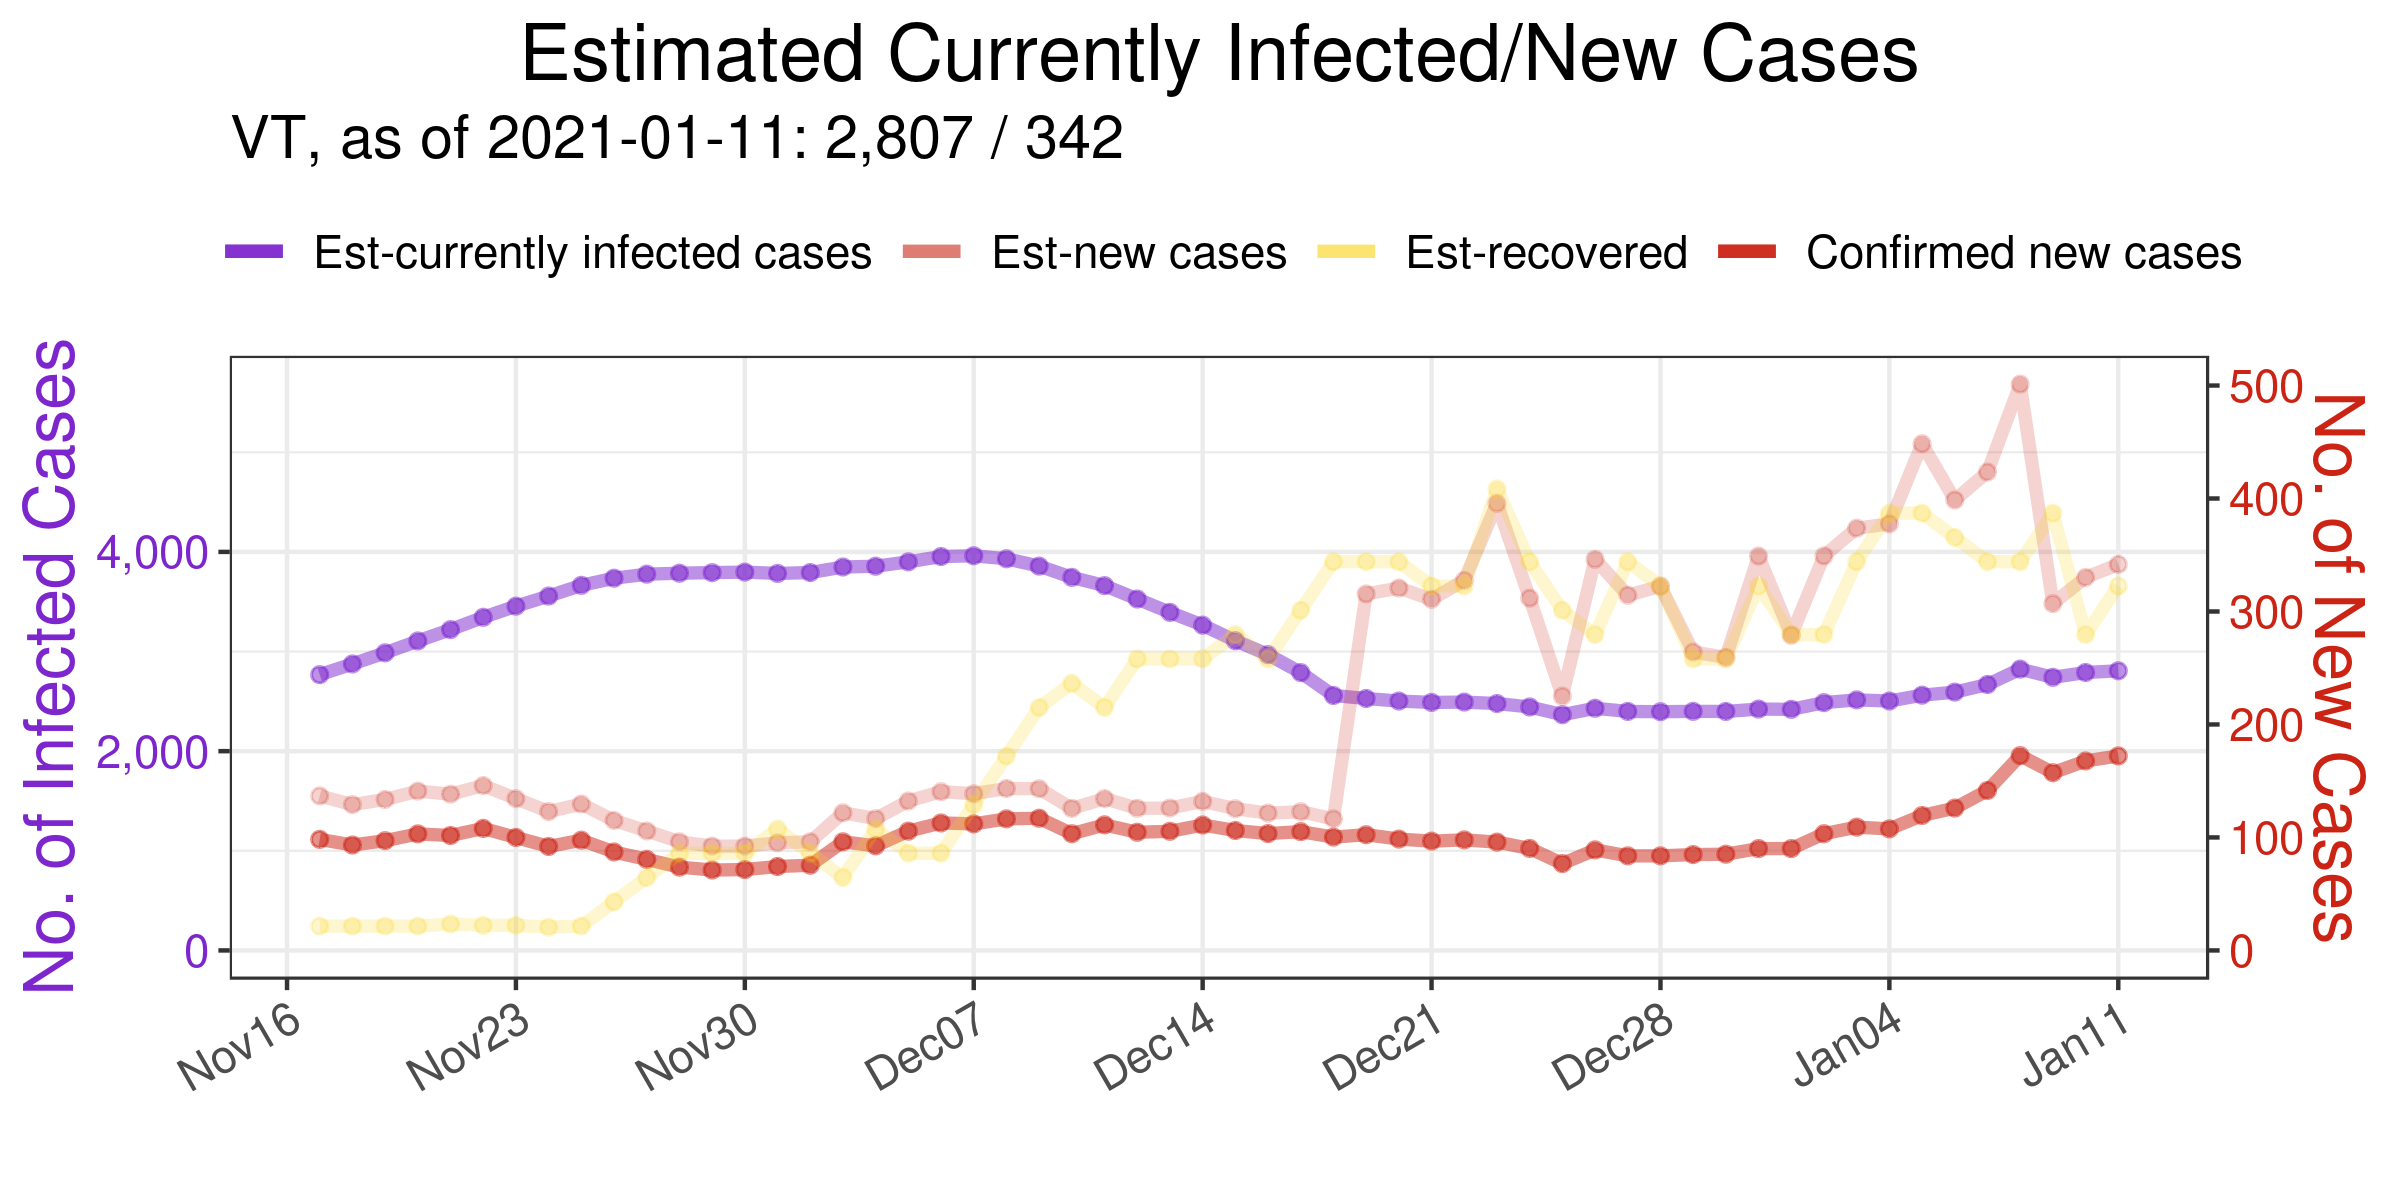 Estimated Currently Infected/New Cases
VT, as of 2021-01-11: 2,807 / 342
Est-currently infected cases Est-new cases Est-recovered Confirmed new cases
No. of Infected Cases
4,000
2,000
0
500
400
300
200
100
0
No. of New Cases
Nov16 Nov23 Nov30 Dec07 Dec14 Dec21 Dec28 Jan04 Jan11